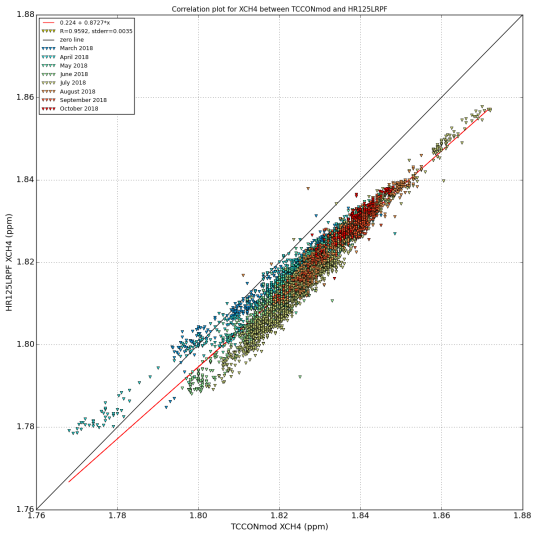 Correlation plot for XCH4 between TCCONmod and HR125LRPF
0.224 + 0.8727*x
R=0.9592, stderr=0.0035
zero line
March 2018
April 2018
May 2018
June 2018
July 2018
August 2018
September 2018
October 2018
HR125LRPF XCH4 (ppm)
1.88
1.86
1.84
1.82
1.80
1.78
1.76
1.76 1.78 1.80 1.82 1.84 1.86 1.88
TCCONmod XCH4 (ppm)